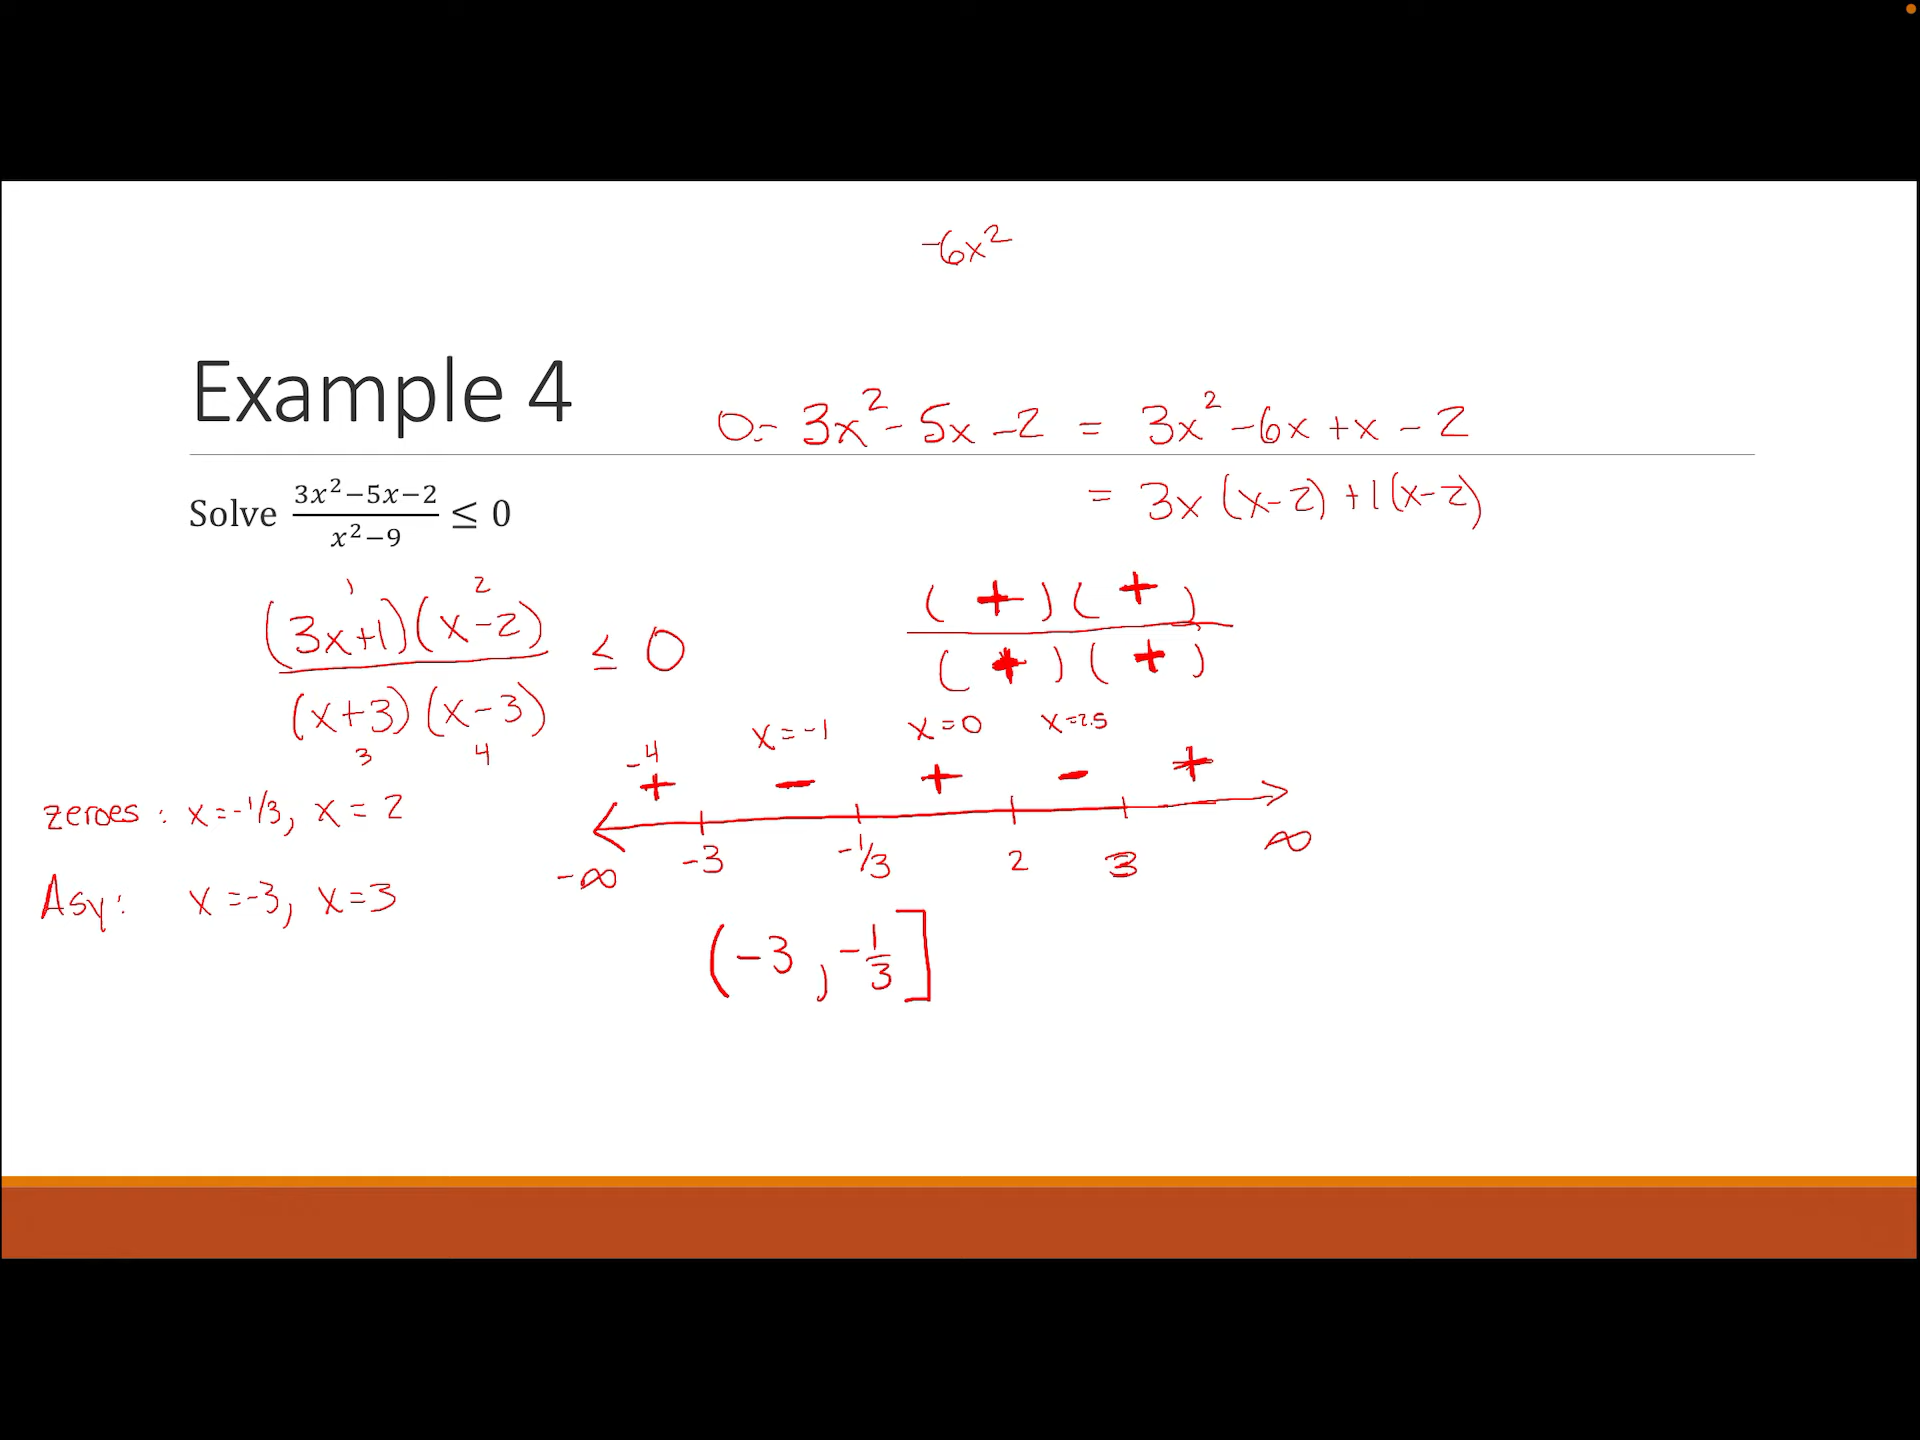 -6x²
Example 4
0 = 3x² - 5x - 2 = 3x² - 6x + x - 2
= 3x (x-2) + 1(x-2)
Solve (3x²−5x−2)/(x²−9) ≤ 0
1 2
(3x+1)(x-2) ≤ 0
(x+3)(x-3)
3 4
(+)(+)
(+)(+)
-4 x=-1 x=0 x=2.5
+ - + - +
-∞ -3 -1/3 2 3 ∞
zeroes: x=-1/3, x=2
Asy: x=-3, x=3
(-3, -1/3]